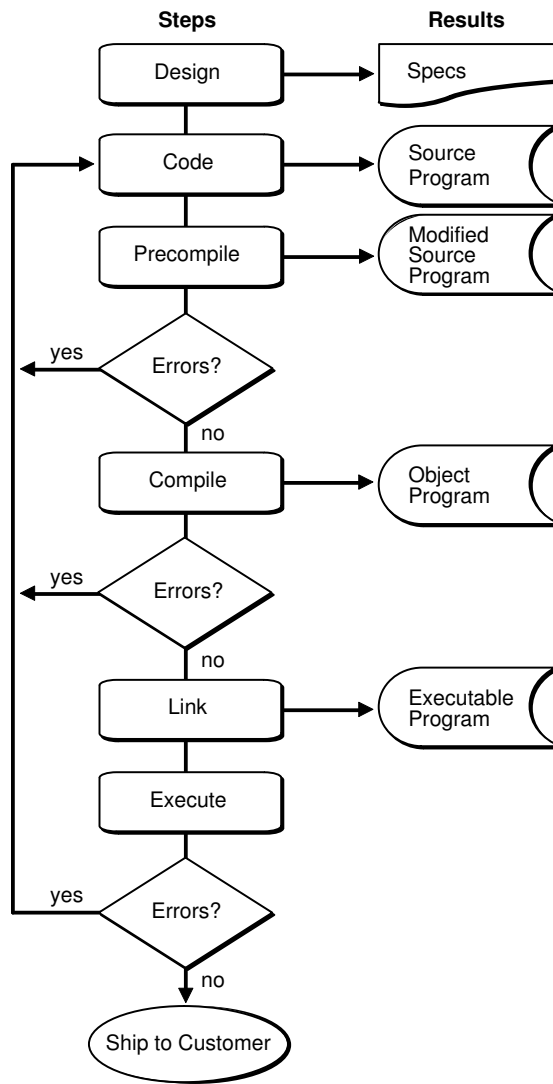 Steps
Results
Design
Specs
Code
Source
Program
Precompile
Modified
Source
Program
yes
Errors?
no
Compile
Object
Program
yes
Errors?
no
Link
Executable
Program
Execute
yes
Errors?
no
Ship to Customer